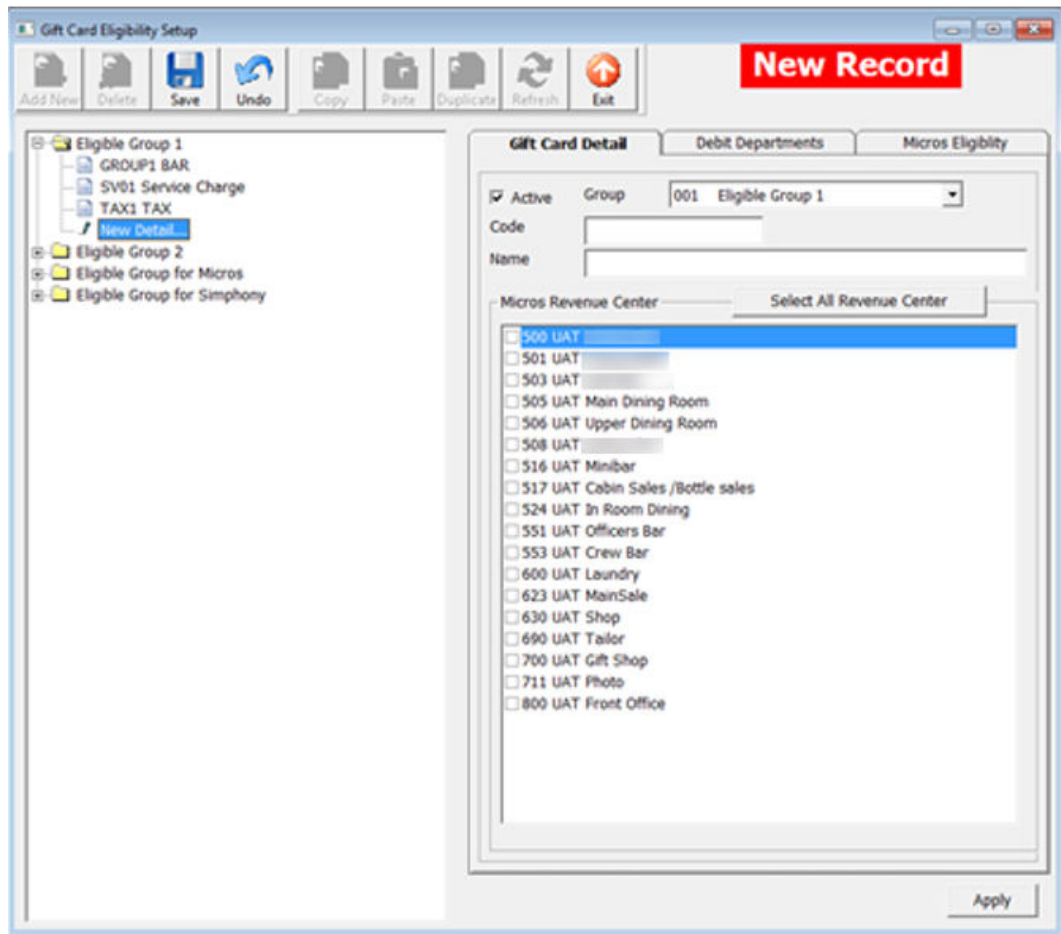 Gift Card Eligibility Setup
Add New Delete Save Undo Copy Paste Duplicate Refresh Exit
New Record
Eligible Group 1
GROUP1 BAR
SV01 Service Charge
TAX1 TAX
New Detail...
Eligible Group 2
Eligible Group for Micros
Eligible Group for Simphony
Gift Card Detail Debit Departments Micros Eligiblity
Active Group 001 Eligible Group 1
Code
Name
Micros Revenue Center Select All Revenue Center
500 UAT
501 UAT
503 UAT
505 UAT Main Dining Room
506 UAT Upper Dining Room
508 UAT
516 UAT Minibar
517 UAT Cabin Sales /Bottle sales
524 UAT In Room Dining
551 UAT Officers Bar
553 UAT Crew Bar
600 UAT Laundry
623 UAT MainSale
630 UAT Shop
690 UAT Tailor
700 UAT Gift Shop
711 UAT Photo
800 UAT Front Office
Apply